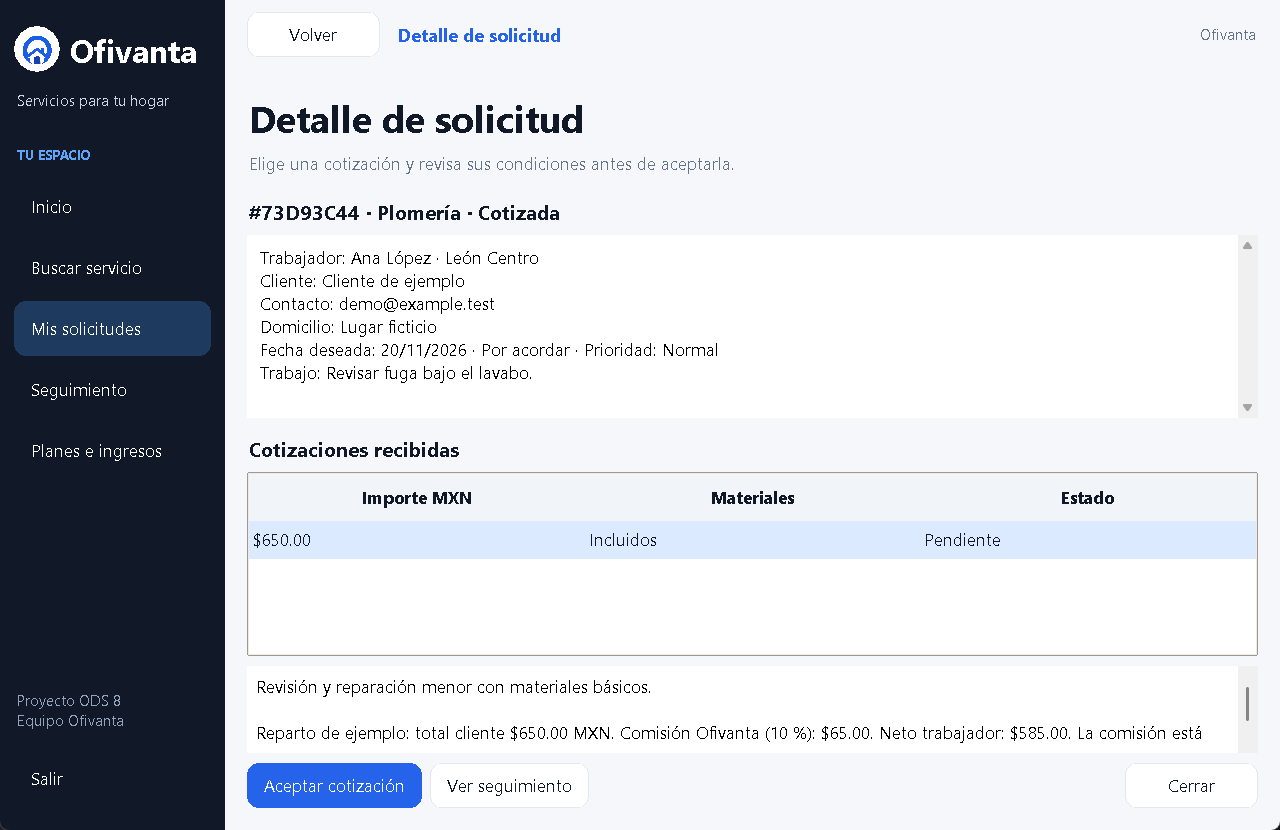 Ofivanta
Servicios para tu hogar
TU ESPACIO
Inicio
Buscar servicio
Mis solicitudes
Seguimiento
Planes e ingresos
Proyecto ODS 8
Equipo Ofivanta
Salir
Volver
Detalle de solicitud
Ofivanta
Detalle de solicitud
Elige una cotización y revisa sus condiciones antes de aceptarla.
#73D93C44 · Plomería · Cotizada
Trabajador: Ana López · León Centro
Cliente: Cliente de ejemplo
Contacto: demo@example.test
Domicilio: Lugar ficticio
Fecha deseada: 20/11/2026 · Por acordar · Prioridad: Normal
Trabajo: Revisar fuga bajo el lavabo.
Cotizaciones recibidas
Importe MXN Materiales Estado
$650.00 Incluidos Pendiente
Revisión y reparación menor con materiales básicos.
Reparto de ejemplo: total cliente $650.00 MXN. Comisión Ofivanta (10 %): $65.00. Neto trabajador: $585.00. La comisión está
Aceptar cotización
Ver seguimiento
Cerrar